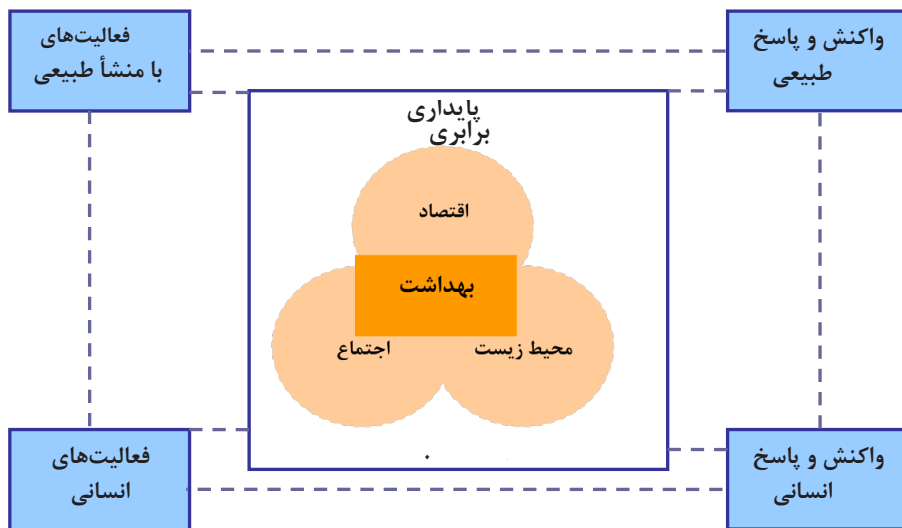 واکنش و پاسخ
طبیعی
فعالیت‌های
با منشأ طبیعی
پایداری
برابری
اقتصاد
بهداشت
محیط زیست
اجتماع
واکنش و پاسخ
انسانی
فعالیت‌های
انسانی